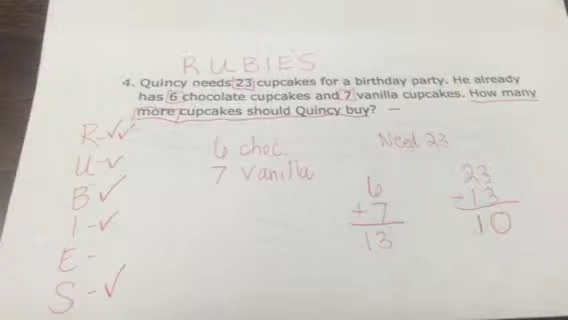 RUBIES
4. Quincy needs 23 cupcakes for a birthday party. He already
has 6 chocolate cupcakes and 7 vanilla cupcakes. How many
more cupcakes should Quincy buy? –
R-✓✓
U-✓
B✓
I-✓
E-
S-✓
6 choc.
7 vanilla
Need 23
6
+7
13
23
-13
10